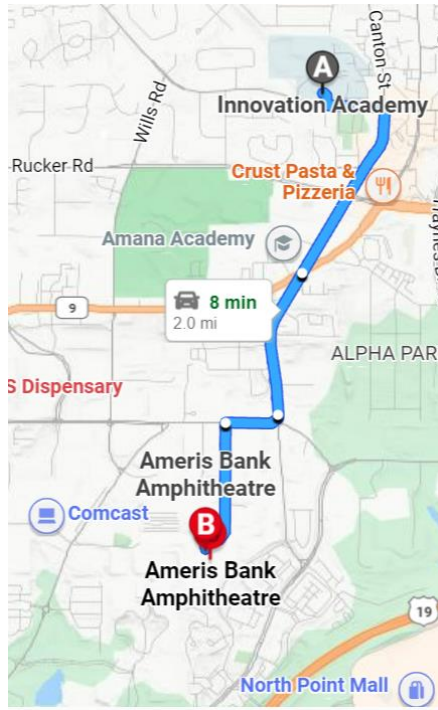 A
Canton St
Innovation Academy
Wills Rd
Rucker Rd
Crust Pasta &
Pizzeria
Amana Academy
8 min
2.0 mi
9
ALPHA PAR
S Dispensary
Ameris Bank
Amphitheatre
Comcast
B
Ameris Bank
Amphitheatre
19
North Point Mall